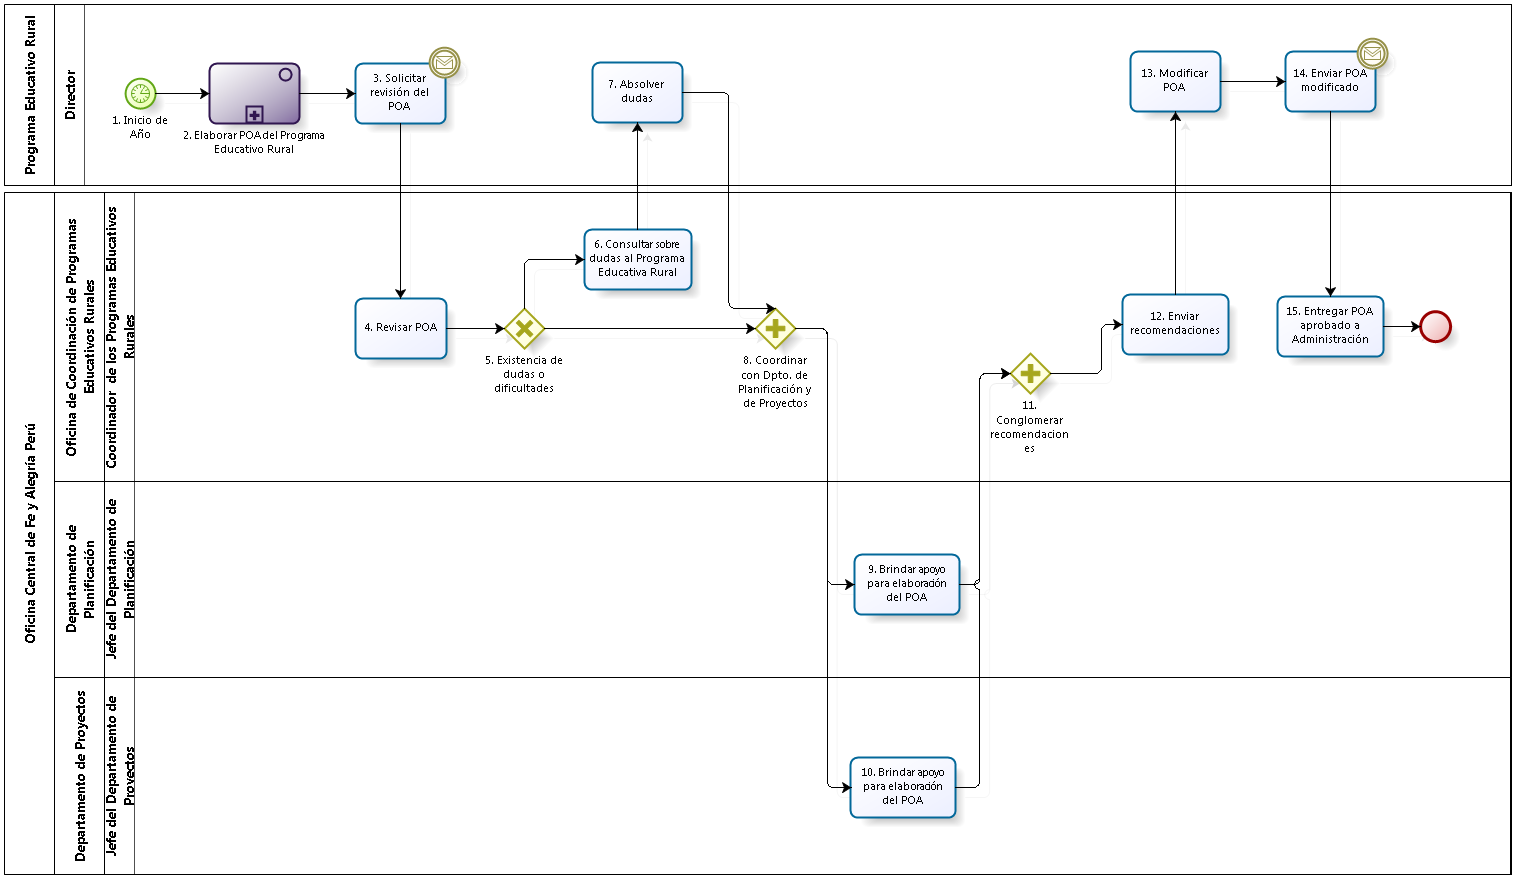 Programa Educativo Rural
Director
1. Inicio de
Año
2. Elaborar POA del Programa
Educativo Rural
3. Solicitar
revisión del
POA
7. Absolver
dudas
13. Modificar
POA
14. Enviar POA
modificado
Oficina Central de Fe y Alegría Perú
Oficina de Coordinación de Programas
Educativos Rurales
Coordinador de los Programas Educativos
Rurales
4. Revisar POA
5. Existencia de
dudas o
dificultades
6. Consultar sobre
dudas al Programa
Educativa Rural
8. Coordinar
con Dpto. de
Planificación y
de Proyectos
11.
Conglomerar
recomendacion
es
12. Enviar
recomendaciones
15. Entregar POA
aprobado a
Administración
Departamento de
Planificación
Jefe del Departamento de
Planificación
9. Brindar apoyo
para elaboración
del POA
Departamento de Proyectos
Jefe del Departamento de
Proyectos
10. Brindar apoyo
para elaboración
del POA